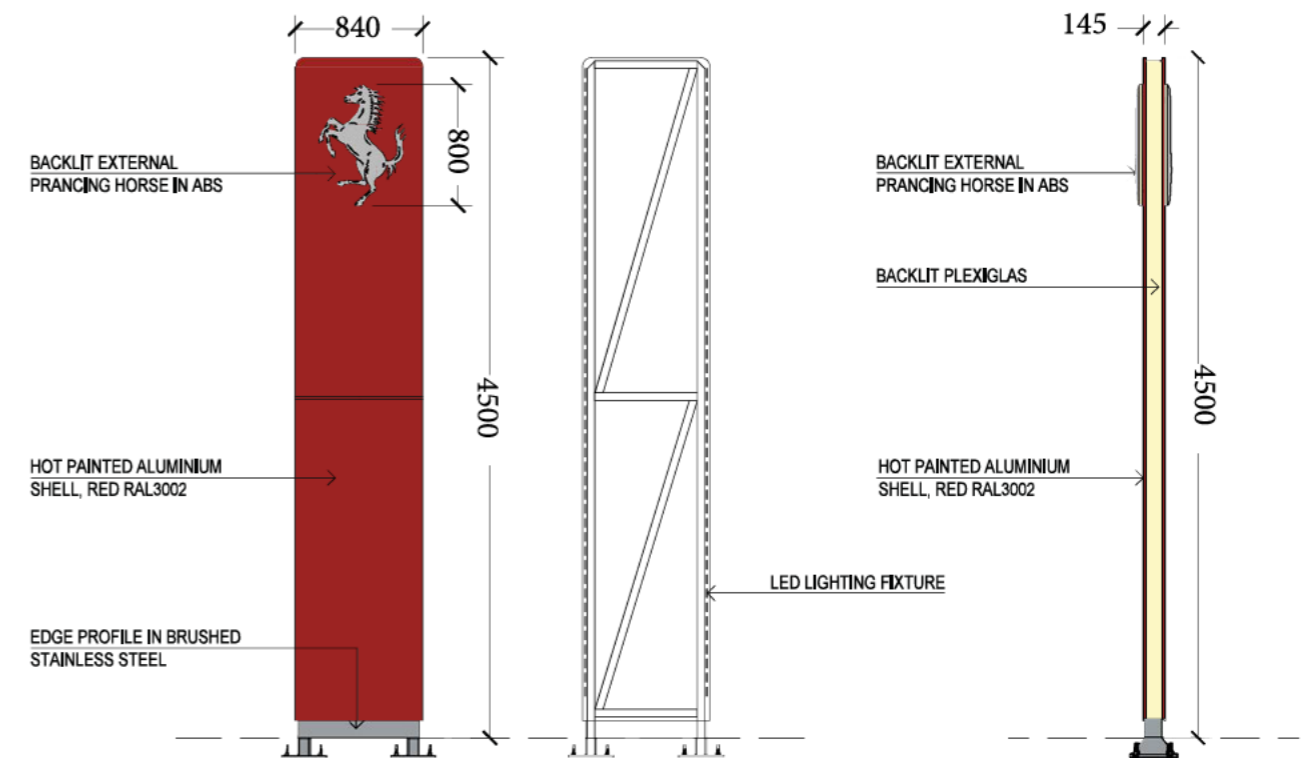 840
145
BACKLIT EXTERNAL
PRANCING HORSE IN ABS
800
BACKLIT EXTERNAL
PRANCING HORSE IN ABS
BACKLIT PLEXIGLAS
4500
4500
HOT PAINTED ALUMINIUM
SHELL, RED RAL3002
HOT PAINTED ALUMINIUM
SHELL, RED RAL3002
LED LIGHTING FIXTURE
EDGE PROFILE IN BRUSHED
STAINLESS STEEL